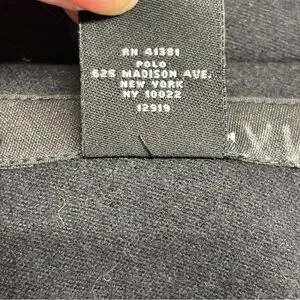 RN 41381
POLO
625 MADISON AVE.
NEW YORK
NY 10022
12919